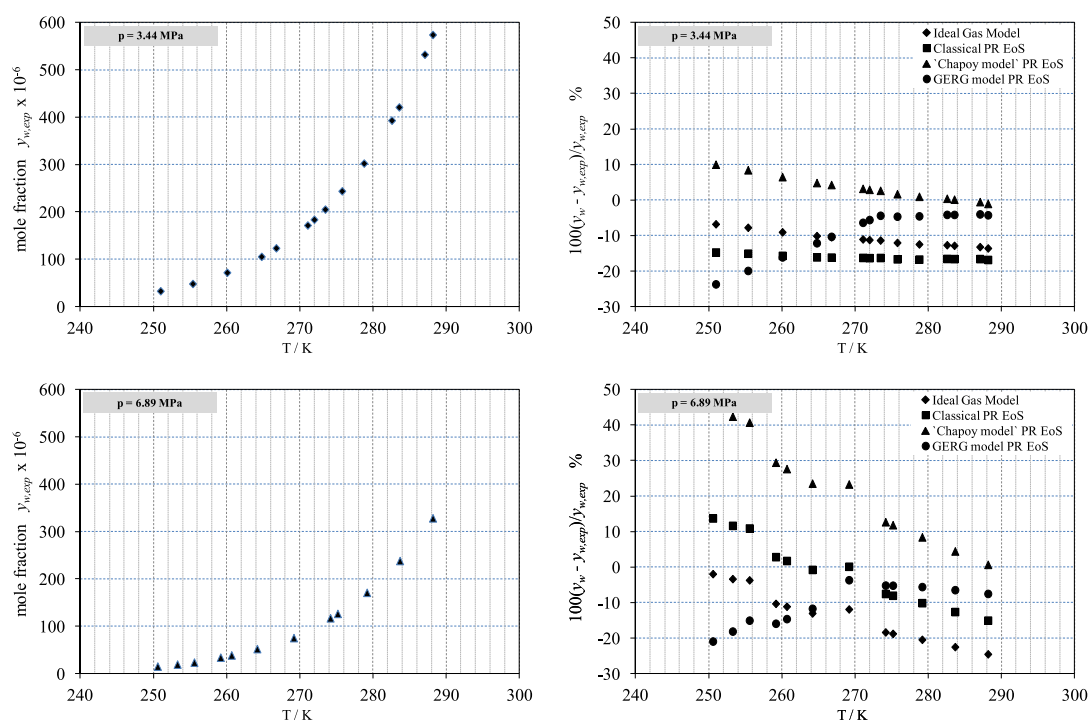 p = 3.44 MPa
600
500
400
300
200
100
0
mole fraction y_{w,exp} x 10^{-6}
240 250 260 270 280 290 300
T / K
p = 3.44 MPa
Ideal Gas Model
Classical PR EoS
`Chapoy model` PR EoS
GERG model PR EoS
50
40
30
20
10
0
-10
-20
-30
100(y_w - y_{w,exp})/y_{w,exp} %
240 250 260 270 280 290 300
T / K
p = 6.89 MPa
600
500
400
300
200
100
0
mole fraction y_{w,exp} x 10^{-6}
240 250 260 270 280 290 300
T / K
p = 6.89 MPa
Ideal Gas Model
Classical PR EoS
`Chapoy model` PR EoS
GERG model PR EoS
50
40
30
20
10
0
-10
-20
-30
100(y_w - y_{w,exp})/y_{w,exp} %
240 250 260 270 280 290 300
T / K